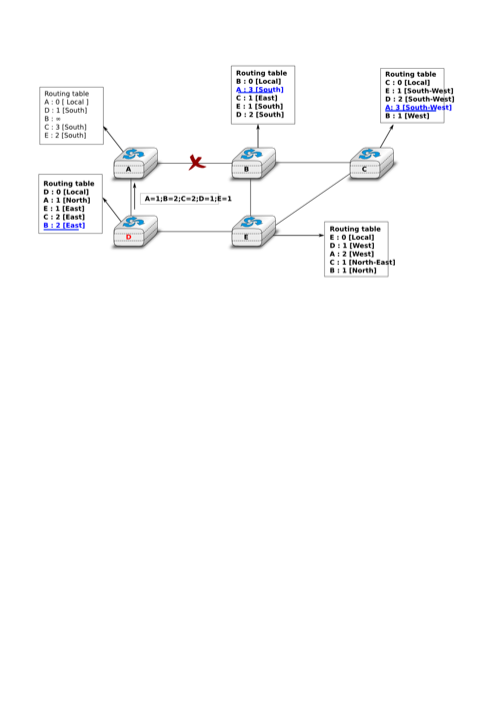 Routing table
B : 0 [Local]
A : 3 [South]
C : 1 [East]
E : 1 [South]
D : 2 [South]
Routing table
C : 0 [Local]
E : 1 [South-West]
D : 2 [South-West]
A: 3 [South-West]
B : 1 [West]
Routing table
A : 0 [ Local ]
D : 1 [South]
B : ∞
C : 3 [South]
E : 2 [South]
A
B
C
Routing table
D : 0 [Local]
A : 1 [North]
E : 1 [East]
C : 2 [East]
B : 2 [East]
A=1;B=2;C=2;D=1;E=1
D
E
Routing table
E : 0 [Local]
D : 1 [West]
A : 2 [West]
C : 1 [North-East]
B : 1 [North]